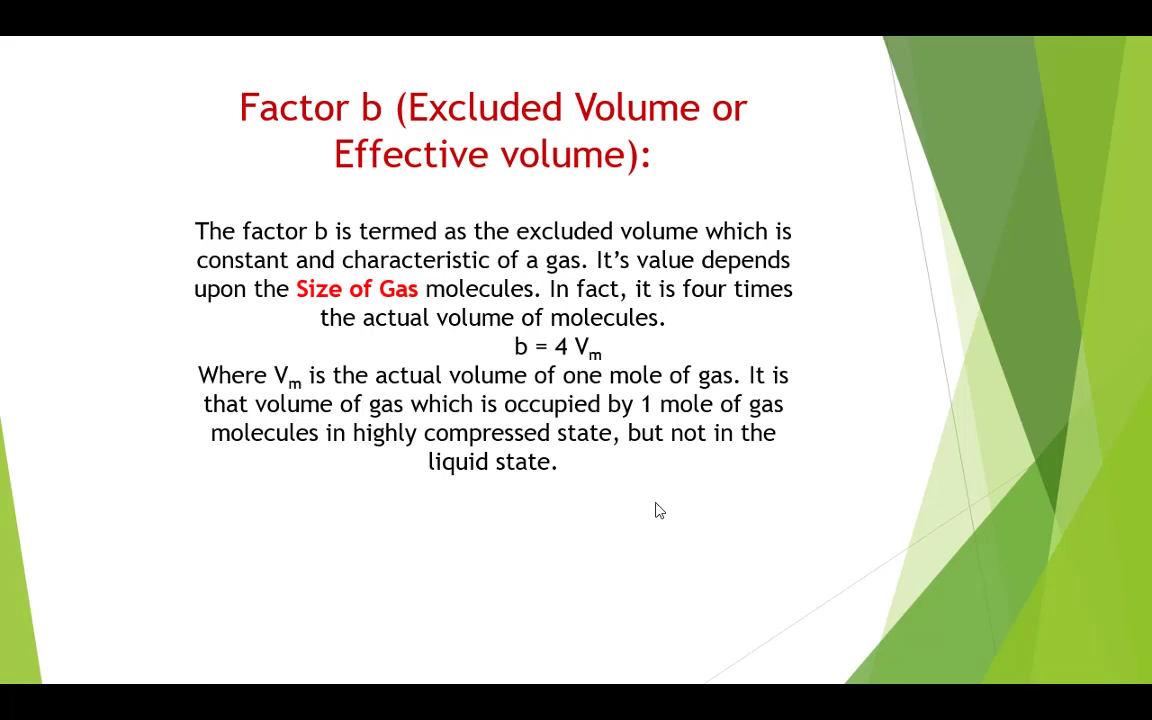 Factor b (Excluded Volume or
Effective volume):
The factor b is termed as the excluded volume which is
constant and characteristic of a gas. It’s value depends
upon the Size of Gas molecules. In fact, it is four times
the actual volume of molecules.
b = 4 Vm
Where Vm is the actual volume of one mole of gas. It is
that volume of gas which is occupied by 1 mole of gas
molecules in highly compressed state, but not in the
liquid state.